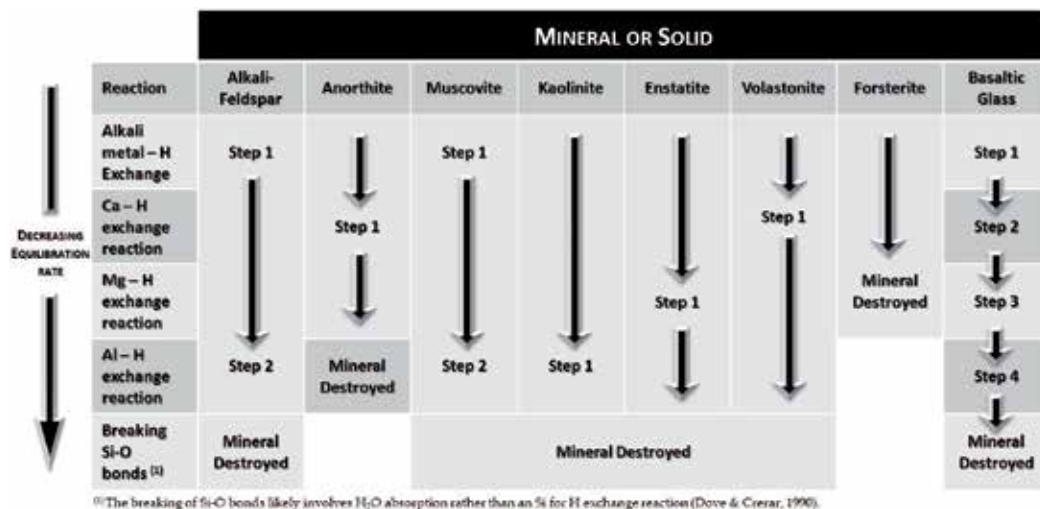 MINERAL OR SOLID
Reaction
Alkali-
Feldspar
Anorthite
Muscovite
Kaolinite
Enstatite
Volastonite
Forsterite
Basaltic
Glass
Alkali
metal – H
Exchange
Step 1
Step 1
Step 1
Ca – H
exchange
reaction
Step 1
Step 1
Step 2
DECREASING
EQUILIBRATION
RATE
Mg – H
exchange
reaction
Step 1
Mineral
Destroyed
Step 3
Al – H
exchange
reaction
Step 2
Mineral
Destroyed
Step 2
Step 1
Step 4
Breaking
Si-O
bonds (1)
Mineral
Destroyed
Mineral Destroyed
Mineral
Destroyed
(1) The breaking of Si-O bonds likely involves H2O absorption rather than an Si for H exchange reaction (Dove & Crerar, 1990).